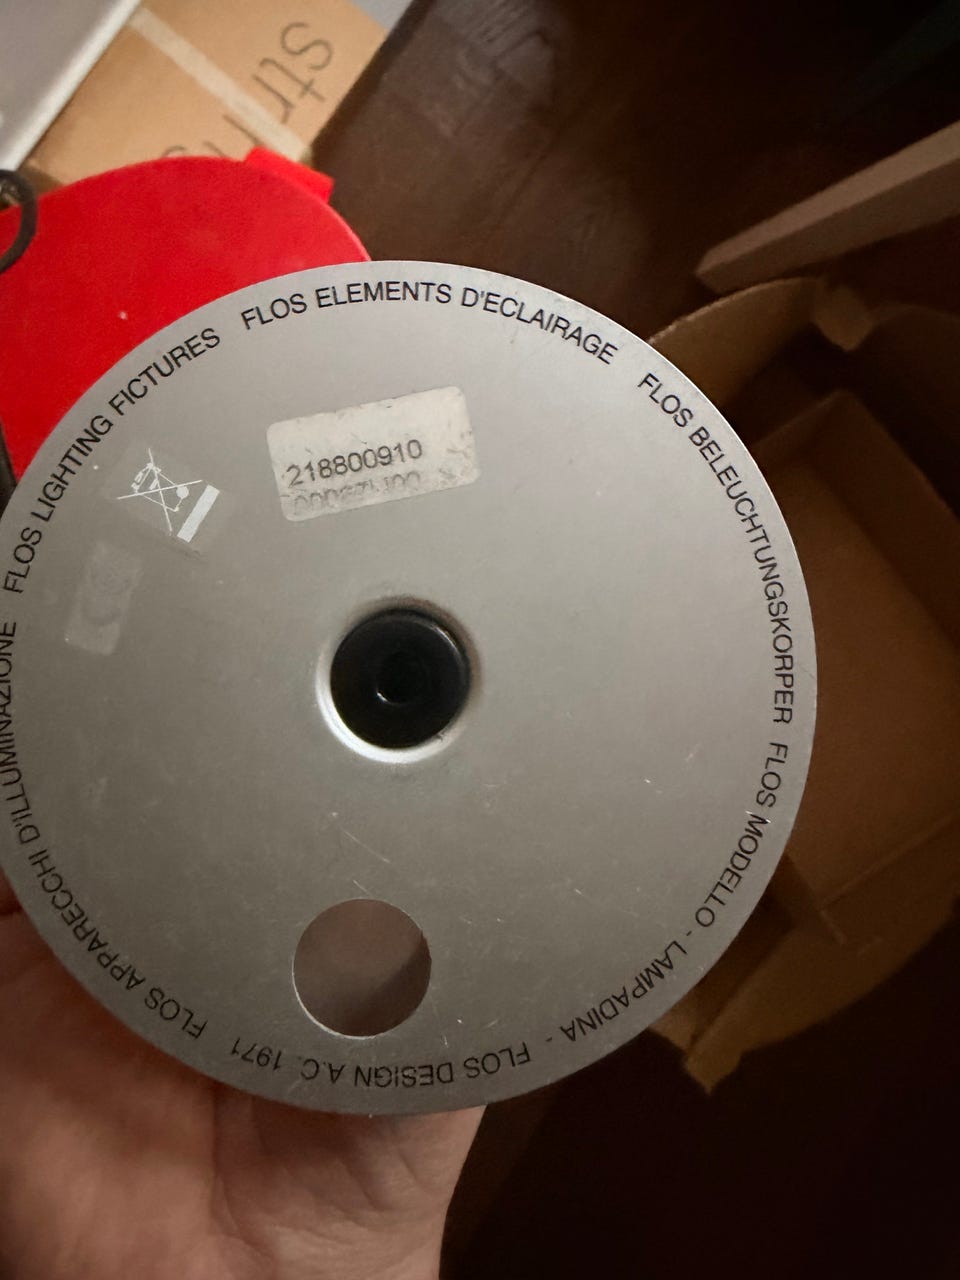 FLOS LIGHTING FICTURES
FLOS ELEMENTS D'ECLAIRAGE
FLOS BELEUCHTUNGSKORPER
FLOS MODELLO - LAMPADINA -
FLOS DESIGN A.C. 1971
FLOS APPARECCHI D'ILLUMINAZIONE
218800910